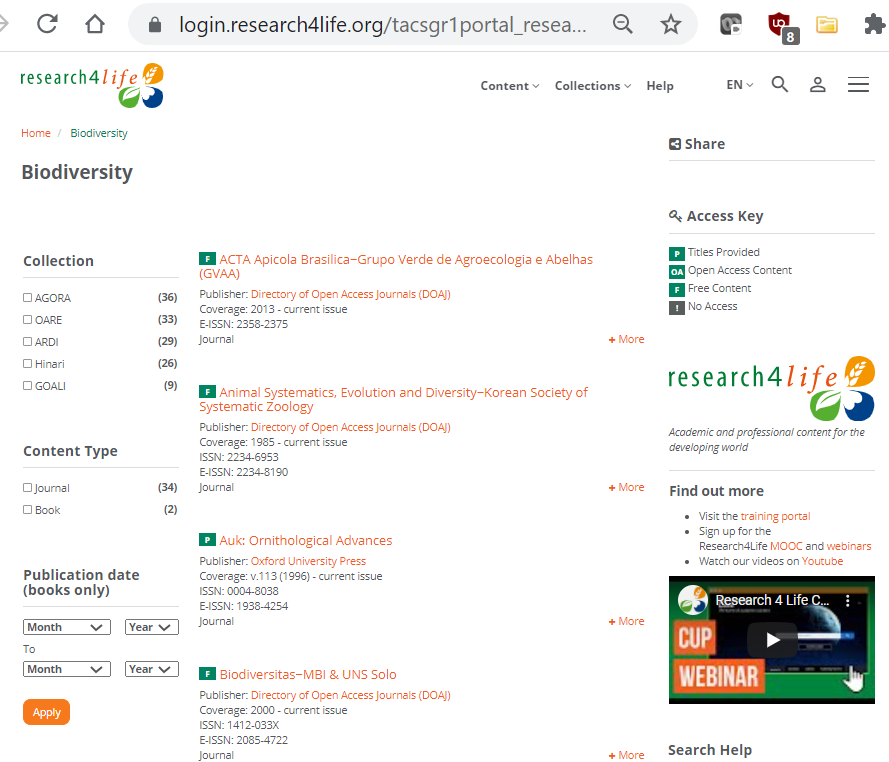 login.research4life.org/tacsgr1portal_resea...
8
research4life
Content
Collections
Help
EN
Home / Biodiversity
Biodiversity
Collection
AGORA (36)
OARE (33)
ARDI (29)
Hinari (26)
GOALI (9)
Content Type
Journal (34)
Book (2)
Publication date
(books only)
Month Year
To
Month Year
Apply
F ACTA Apicola Brasilica−Grupo Verde de Agroecologia e Abelhas
(GVAA)
Publisher: Directory of Open Access Journals (DOAJ)
Coverage: 2013 - current issue
E-ISSN: 2358-2375
Journal
+ More
F Animal Systematics, Evolution and Diversity−Korean Society of
Systematic Zoology
Publisher: Directory of Open Access Journals (DOAJ)
Coverage: 1985 - current issue
ISSN: 2234-6953
E-ISSN: 2234-8190
Journal
+ More
P Auk: Ornithological Advances
Publisher: Oxford University Press
Coverage: v.113 (1996) - current issue
ISSN: 0004-8038
E-ISSN: 1938-4254
Journal
+ More
F Biodiversitas−MBI & UNS Solo
Publisher: Directory of Open Access Journals (DOAJ)
Coverage: 2000 - current issue
ISSN: 1412-033X
E-ISSN: 2085-4722
Journal
+ More
Share
Access Key
P Titles Provided
OA Open Access Content
F Free Content
! No Access
research4life
Academic and professional content for the
developing world
Find out more
Visit the training portal
Sign up for the
Research4Life MOOC and webinars
Watch our videos on Youtube
Research 4 Life C...
CUP
WEBINAR
Search Help